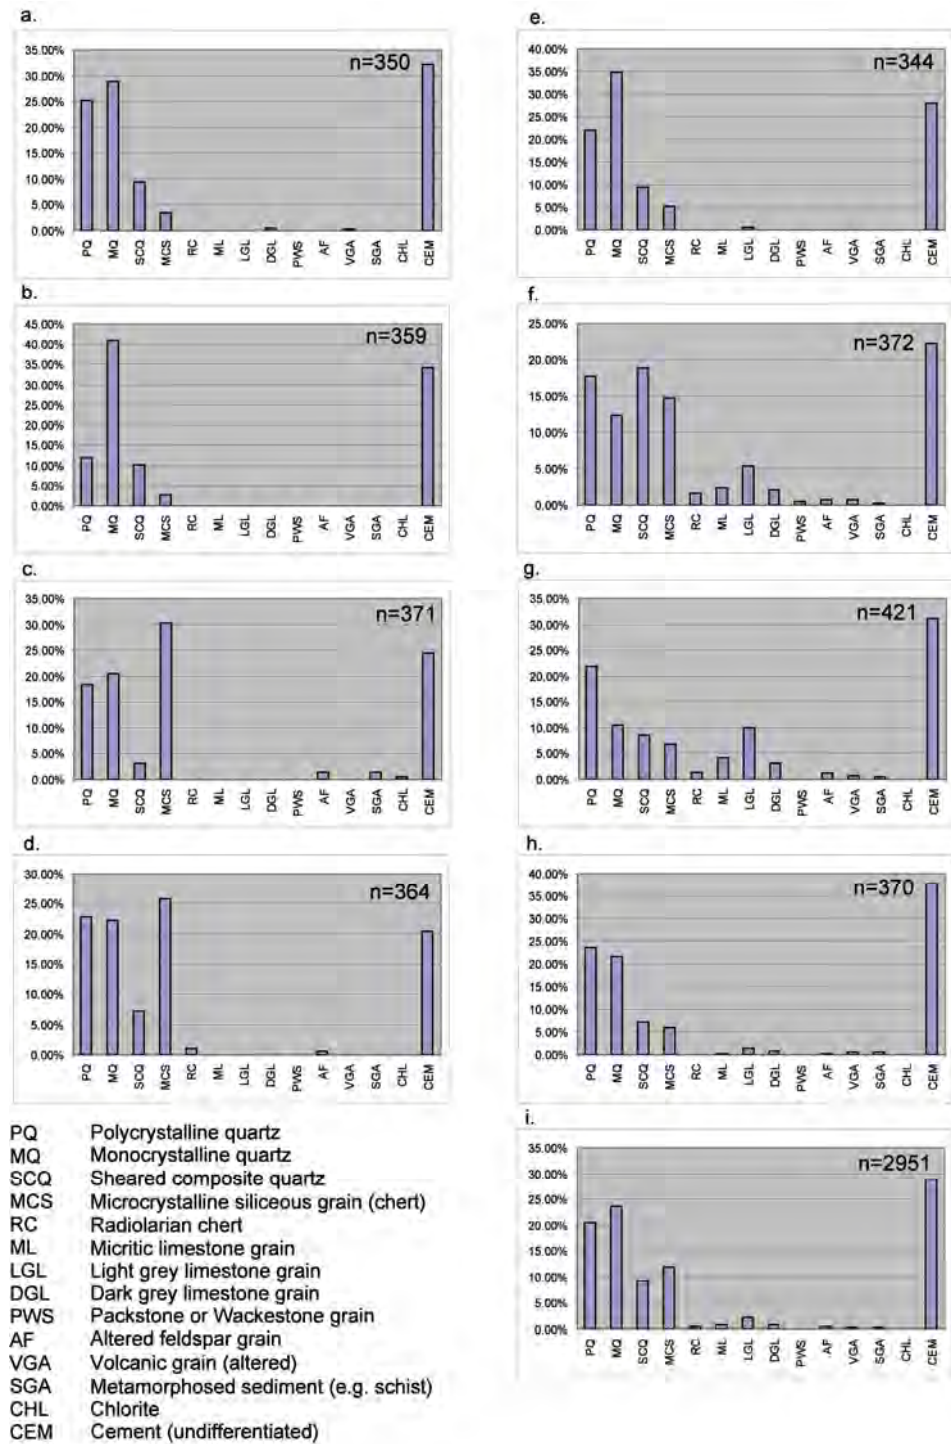 a.
n=350
35.00%
30.00%
25.00%
20.00%
15.00%
10.00%
5.00%
0.00%
PQ MQ SCQ MCS RC ML LGL DGL PWS AF VGA SGA CHL CEM
b.
n=359
45.00%
40.00%
35.00%
30.00%
25.00%
20.00%
15.00%
10.00%
5.00%
0.00%
PQ MQ SCQ MCS RC ML LGL DGL PWS AF VGA SGA CHL CEM
c.
n=371
35.00%
30.00%
25.00%
20.00%
15.00%
10.00%
5.00%
0.00%
PQ MQ SCQ MCS RC ML LGL DGL PWS AF VGA SGA CHL CEM
d.
n=364
30.00%
25.00%
20.00%
15.00%
10.00%
5.00%
0.00%
PQ MQ SCQ MCS RC ML LGL DGL PWS AF VGA SGA CHL CEM
PQ Polycrystalline quartz
MQ Monocrystalline quartz
SCQ Sheared composite quartz
MCS Microcrystalline siliceous grain (chert)
RC Radiolarian chert
ML Micritic limestone grain
LGL Light grey limestone grain
DGL Dark grey limestone grain
PWS Packstone or Wackestone grain
AF Altered feldspar grain
VGA Volcanic grain (altered)
SGA Metamorphosed sediment (e.g. schist)
CHL Chlorite
CEM Cement (undifferentiated)
e.
n=344
40.00%
35.00%
30.00%
25.00%
20.00%
15.00%
10.00%
5.00%
0.00%
PQ MQ SCQ MCS RC ML LGL DGL PWS AF VGA SGA CHL CEM
f.
n=372
25.00%
20.00%
15.00%
10.00%
5.00%
0.00%
PQ MQ SCQ MCS RC ML LGL DGL PWS AF VGA SGA CHL CEM
g.
n=421
35.00%
30.00%
25.00%
20.00%
15.00%
10.00%
5.00%
0.00%
PQ MQ SCQ MCS RC ML LGL DGL PWS AF VGA SGA CHL CEM
h.
n=370
40.00%
35.00%
30.00%
25.00%
20.00%
15.00%
10.00%
5.00%
0.00%
PQ MQ SCQ MCS RC ML LGL DGL PWS AF VGA SGA CHL CEM
i.
n=2951
35.00%
30.00%
25.00%
20.00%
15.00%
10.00%
5.00%
0.00%
PQ MQ SCQ MCS RC ML LGL DGL PWS AF VGA SGA CHL CEM